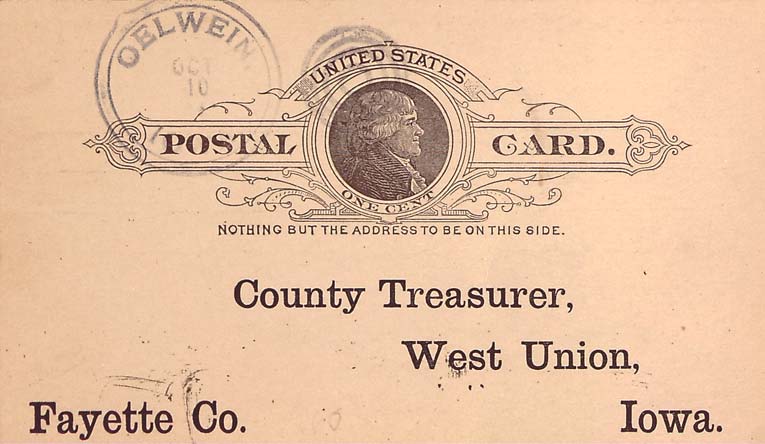 OELWEIN,
OCT
10
UNITED STATES
POSTAL CARD.
ONE CENT
NOTHING BUT THE ADDRESS TO BE ON THIS SIDE.
County Treasurer,
West Union,
Fayette Co. Iowa.